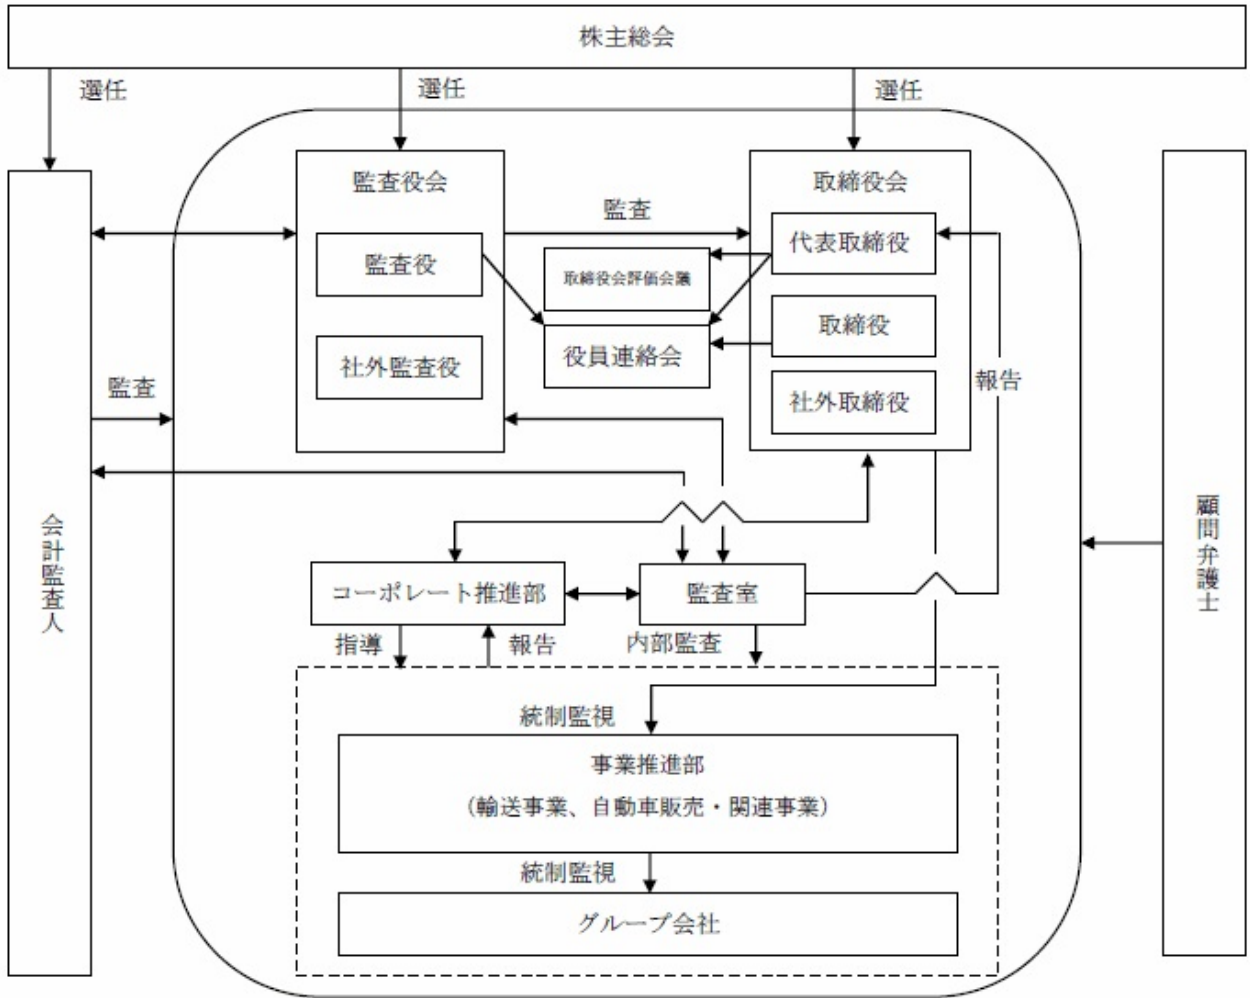 株主総会
選任
選任
選任
監査役会
取締役会
監査
監査役
代表取締役
取締役会評価会議
取締役
役員連絡会
社外監査役
社外取締役
報告
監査
会計監査人
顧問弁護士
コーポレート推進部
監査室
指導
報告
内部監査
統制監視
事業推進部
（輸送事業、自動車販売・関連事業）
統制監視
グループ会社